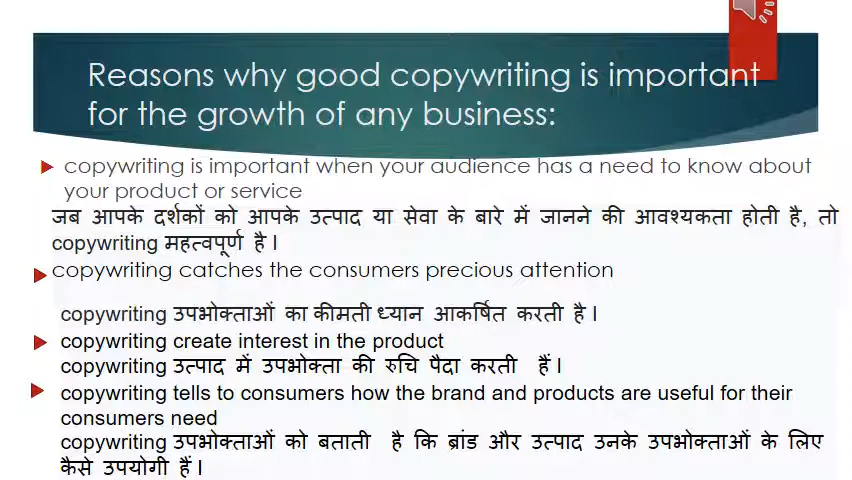 Reasons why good copywriting is important
for the growth of any business:
copywriting is important when your audience has a need to know about
your product or service
जब आपके दर्शकों को आपके उत्पाद या सेवा के बारे में जानने की आवश्यकता होती है, तो
copywriting महत्वपूर्ण है l
copywriting catches the consumers precious attention
copywriting उपभोक्ताओं का कीमती ध्यान आकर्षित करती है l
copywriting create interest in the product
copywriting उत्पाद में उपभोक्ता की रुचि पैदा करती हैं l
copywriting tells to consumers how the brand and products are useful for their
consumers need
copywriting उपभोक्ताओं को बताती है कि ब्रांड और उत्पाद उनके उपभोक्ताओं के लिए
कैसे उपयोगी हैं l